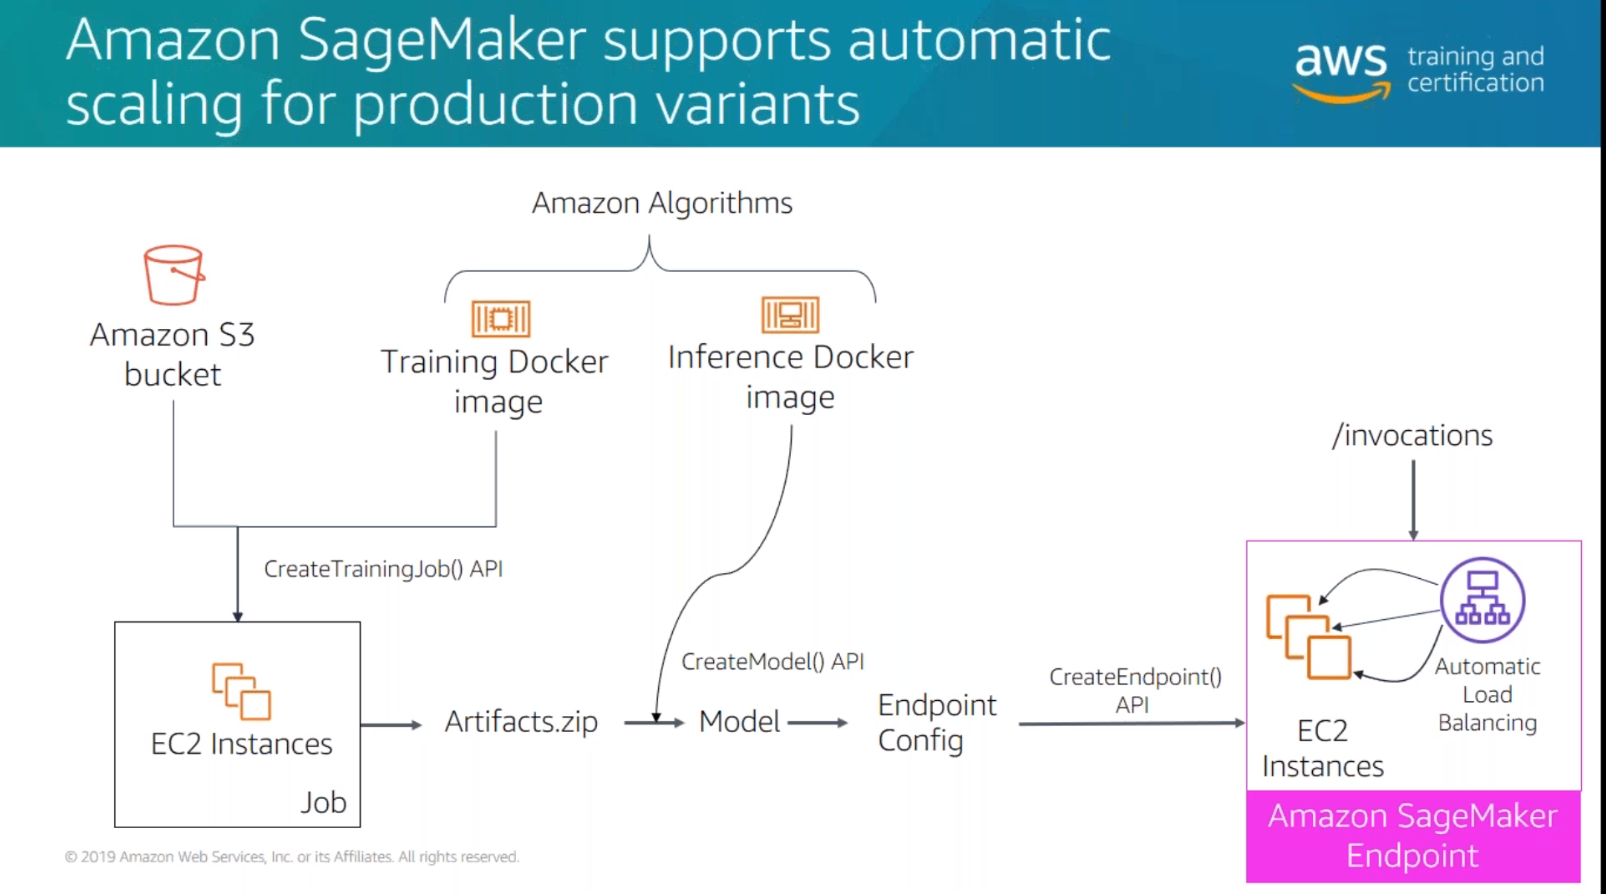 Amazon SageMaker supports automatic
scaling for production variants
aws
training and
certification
Amazon Algorithms
Amazon S3
bucket
Training Docker
image
Inference Docker
image
/invocations
CreateTrainingJob() API
EC2 Instances
Job
Artifacts.zip
CreateModel() API
Model
Endpoint
Config
CreateEndpoint()
API
EC2
Instances
Automatic
Load
Balancing
Amazon SageMaker
Endpoint
© 2019 Amazon Web Services, Inc. or its Affiliates. All rights reserved.